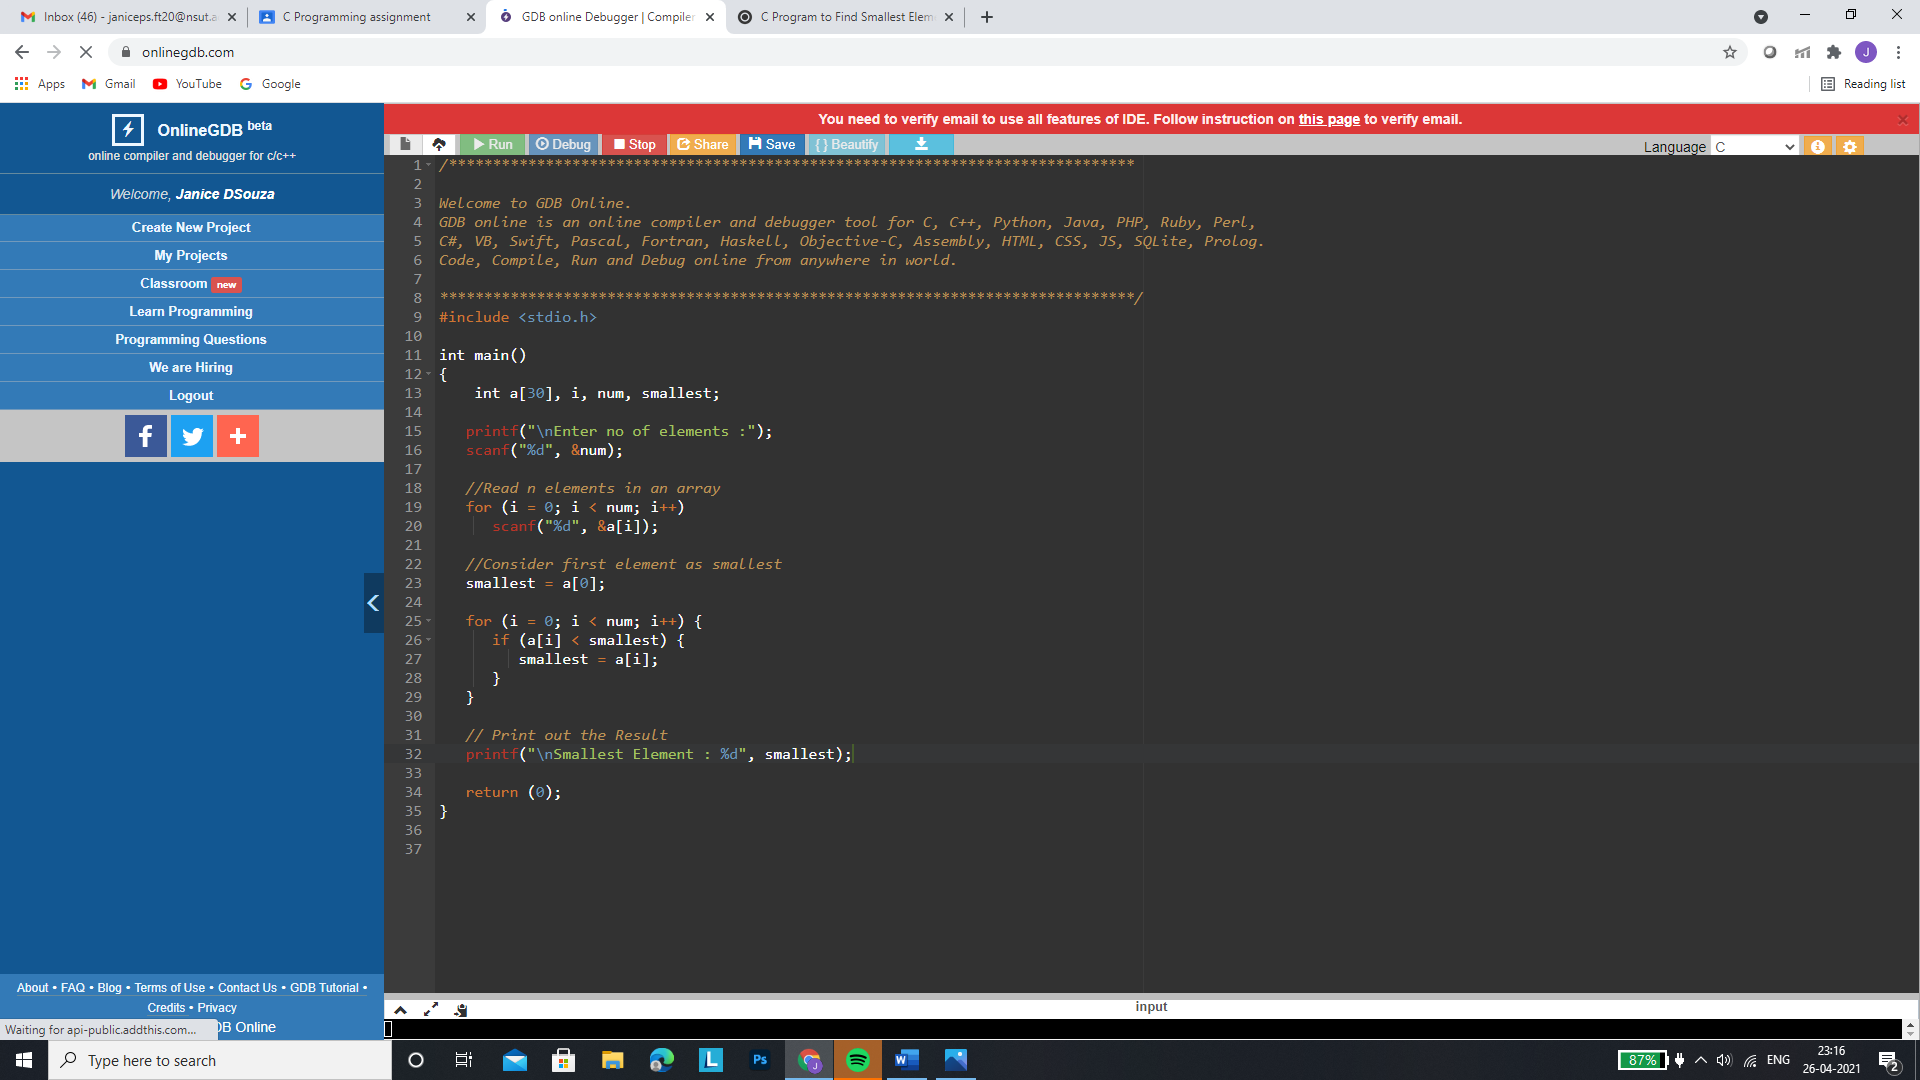 Inbox (46) - janiceps.ft20@nsut.a
C Programming assignment
GDB online Debugger | Compiler
C Program to Find Smallest Elem
onlinegdb.com
J
Apps
Gmail
YouTube
Google
Reading list
OnlineGDB beta
online compiler and debugger for c/c++
Welcome, Janice DSouza
Create New Project
My Projects
Classroom new
Learn Programming
Programming Questions
We are Hiring
Logout
About • FAQ • Blog • Terms of Use • Contact Us • GDB Tutorial •
Credits • Privacy
DB Online
Waiting for api-public.addthis.com...
You need to verify email to use all features of IDE. Follow instruction on this page to verify email.
Run
Debug
Stop
Share
Save
{ } Beautify
Language C
1 /******************************************************************************
2
3 Welcome to GDB Online.
4 GDB online is an online compiler and debugger tool for C, C++, Python, Java, PHP, Ruby, Perl,
5 C#, VB, Swift, Pascal, Fortran, Haskell, Objective-C, Assembly, HTML, CSS, JS, SQLite, Prolog.
6 Code, Compile, Run and Debug online from anywhere in world.
7
8 *******************************************************************************/
9 #include <stdio.h>
10
11 int main()
12 {
13 int a[30], i, num, smallest;
14
15 printf("\nEnter no of elements :");
16 scanf("%d", &num);
17
18 //Read n elements in an array
19 for (i = 0; i < num; i++)
20 scanf("%d", &a[i]);
21
22 //Consider first element as smallest
23 smallest = a[0];
24
25 for (i = 0; i < num; i++) {
26 if (a[i] < smallest) {
27 smallest = a[i];
28 }
29 }
30
31 // Print out the Result
32 printf("\nSmallest Element : %d", smallest);
33
34 return (0);
35 }
36
37
input
Type here to search
L
Ps
J
W
87%
ENG
23:16
26-04-2021
2